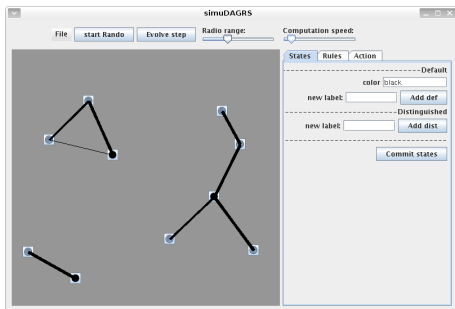 simuDAGRS
File start Rando Evolve step Radio range: Computation speed:
States Rules Action
Default
color black
new label: Add def
Distinguished
new label: Add dist
Commit states